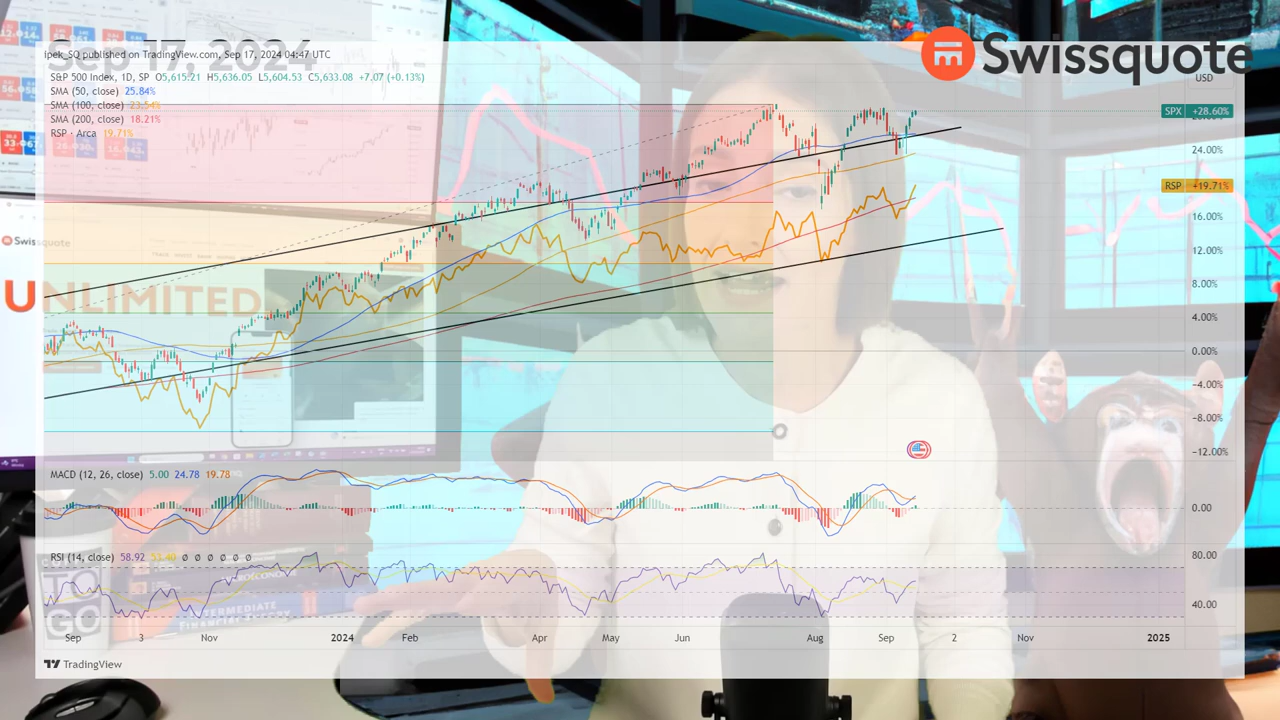 Sep 17, 2024
ipek_SQ published on TradingView.com, Sep 17, 2024 04:47 UTC
Swissquote
S&P 500 Index, 1D, SP O5,615.21 H5,636.05 L5,604.53 C5,633.08 +7.07 (+0.13%)
USD
SMA (50, close) 25.84%
SMA (100, close) 23.54%
SMA (200, close) 18.21%
RSP · Arca 19.71%
SPX +28.60%
24.00%
RSP +19.71%
16.00%
12.00%
8.00%
4.00%
0.00%
−4.00%
−8.00%
−12.00%
Swissquote
UNLIMITED
MACD (12, 26, close) 5.00 24.78 19.78
0.00
RSI (14, close) 58.92 53.40 ∅ ∅ ∅ ∅ ∅ ∅
80.00
40.00
TO
GO
INTERMEDIATE
Financial Theory
Sep 3 Nov 2024 Feb Apr May Jun Aug Sep 2 Nov 2025
TradingView